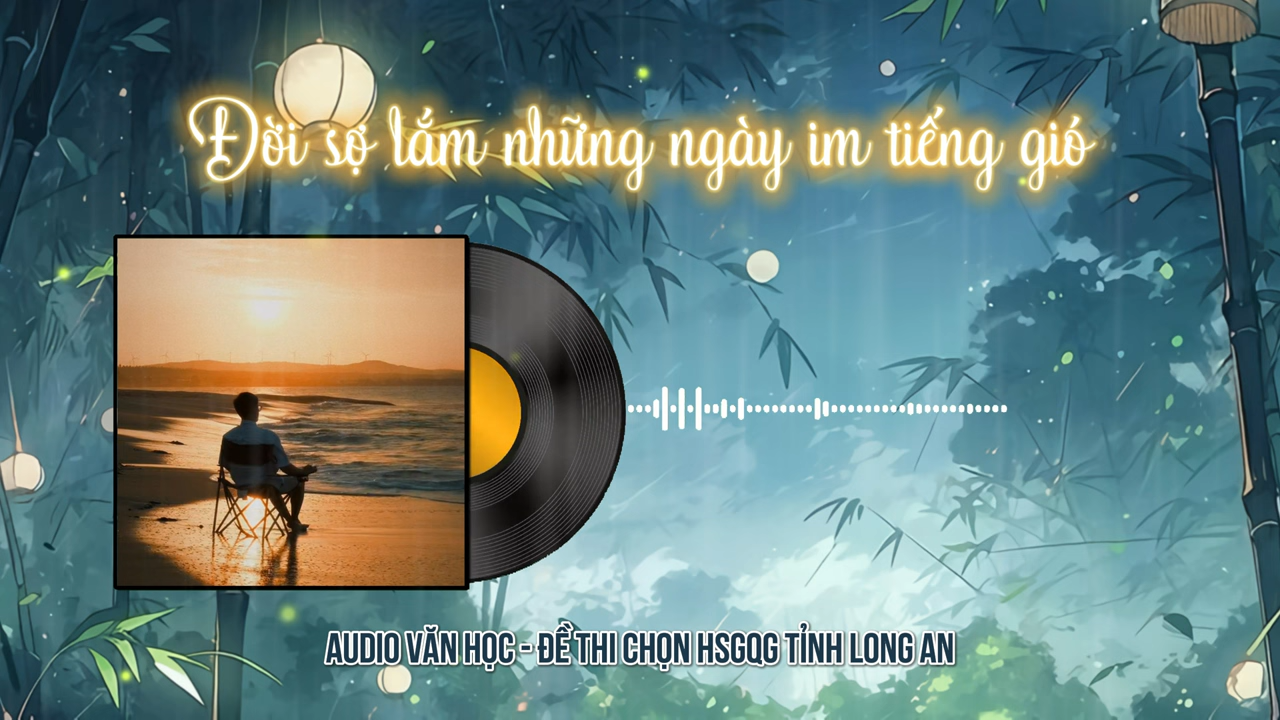 Đời sợ lắm những ngày im tiếng gió
AUDIO VĂN HỌC - ĐỀ THI CHỌN HSGQG TỈNH LONG AN